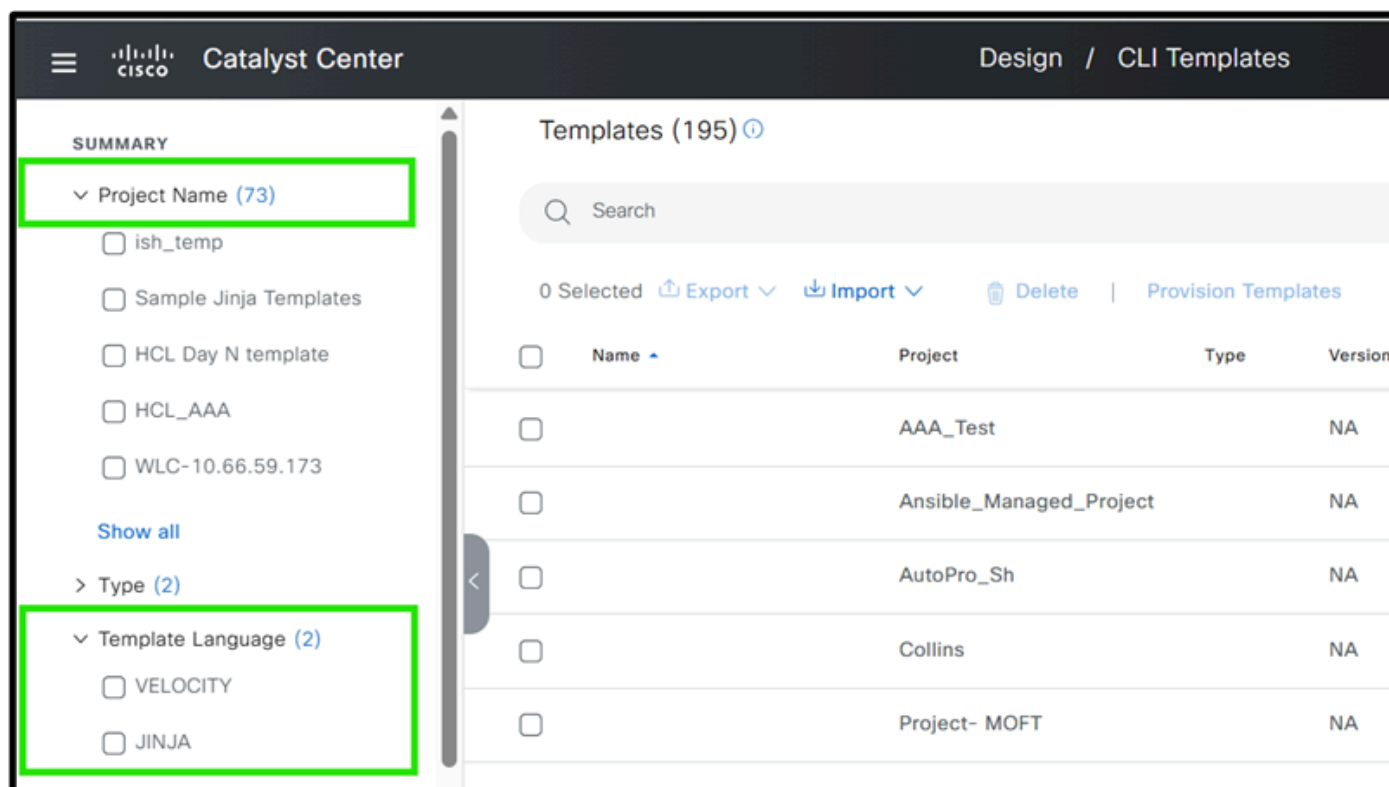 CISCO Catalyst Center Design / CLI Templates
SUMMARY
Project Name (73)
ish_temp
Sample Jinja Templates
HCL Day N template
HCL_AAA
WLC-10.66.59.173
Show all
Type (2)
Template Language (2)
VELOCITY
JINJA
Templates (195)
Search
0 Selected Export Import Delete | Provision Templates
Name Project Type Version
AAA_Test NA
Ansible_Managed_Project NA
AutoPro_Sh NA
Collins NA
Project- MOFT NA